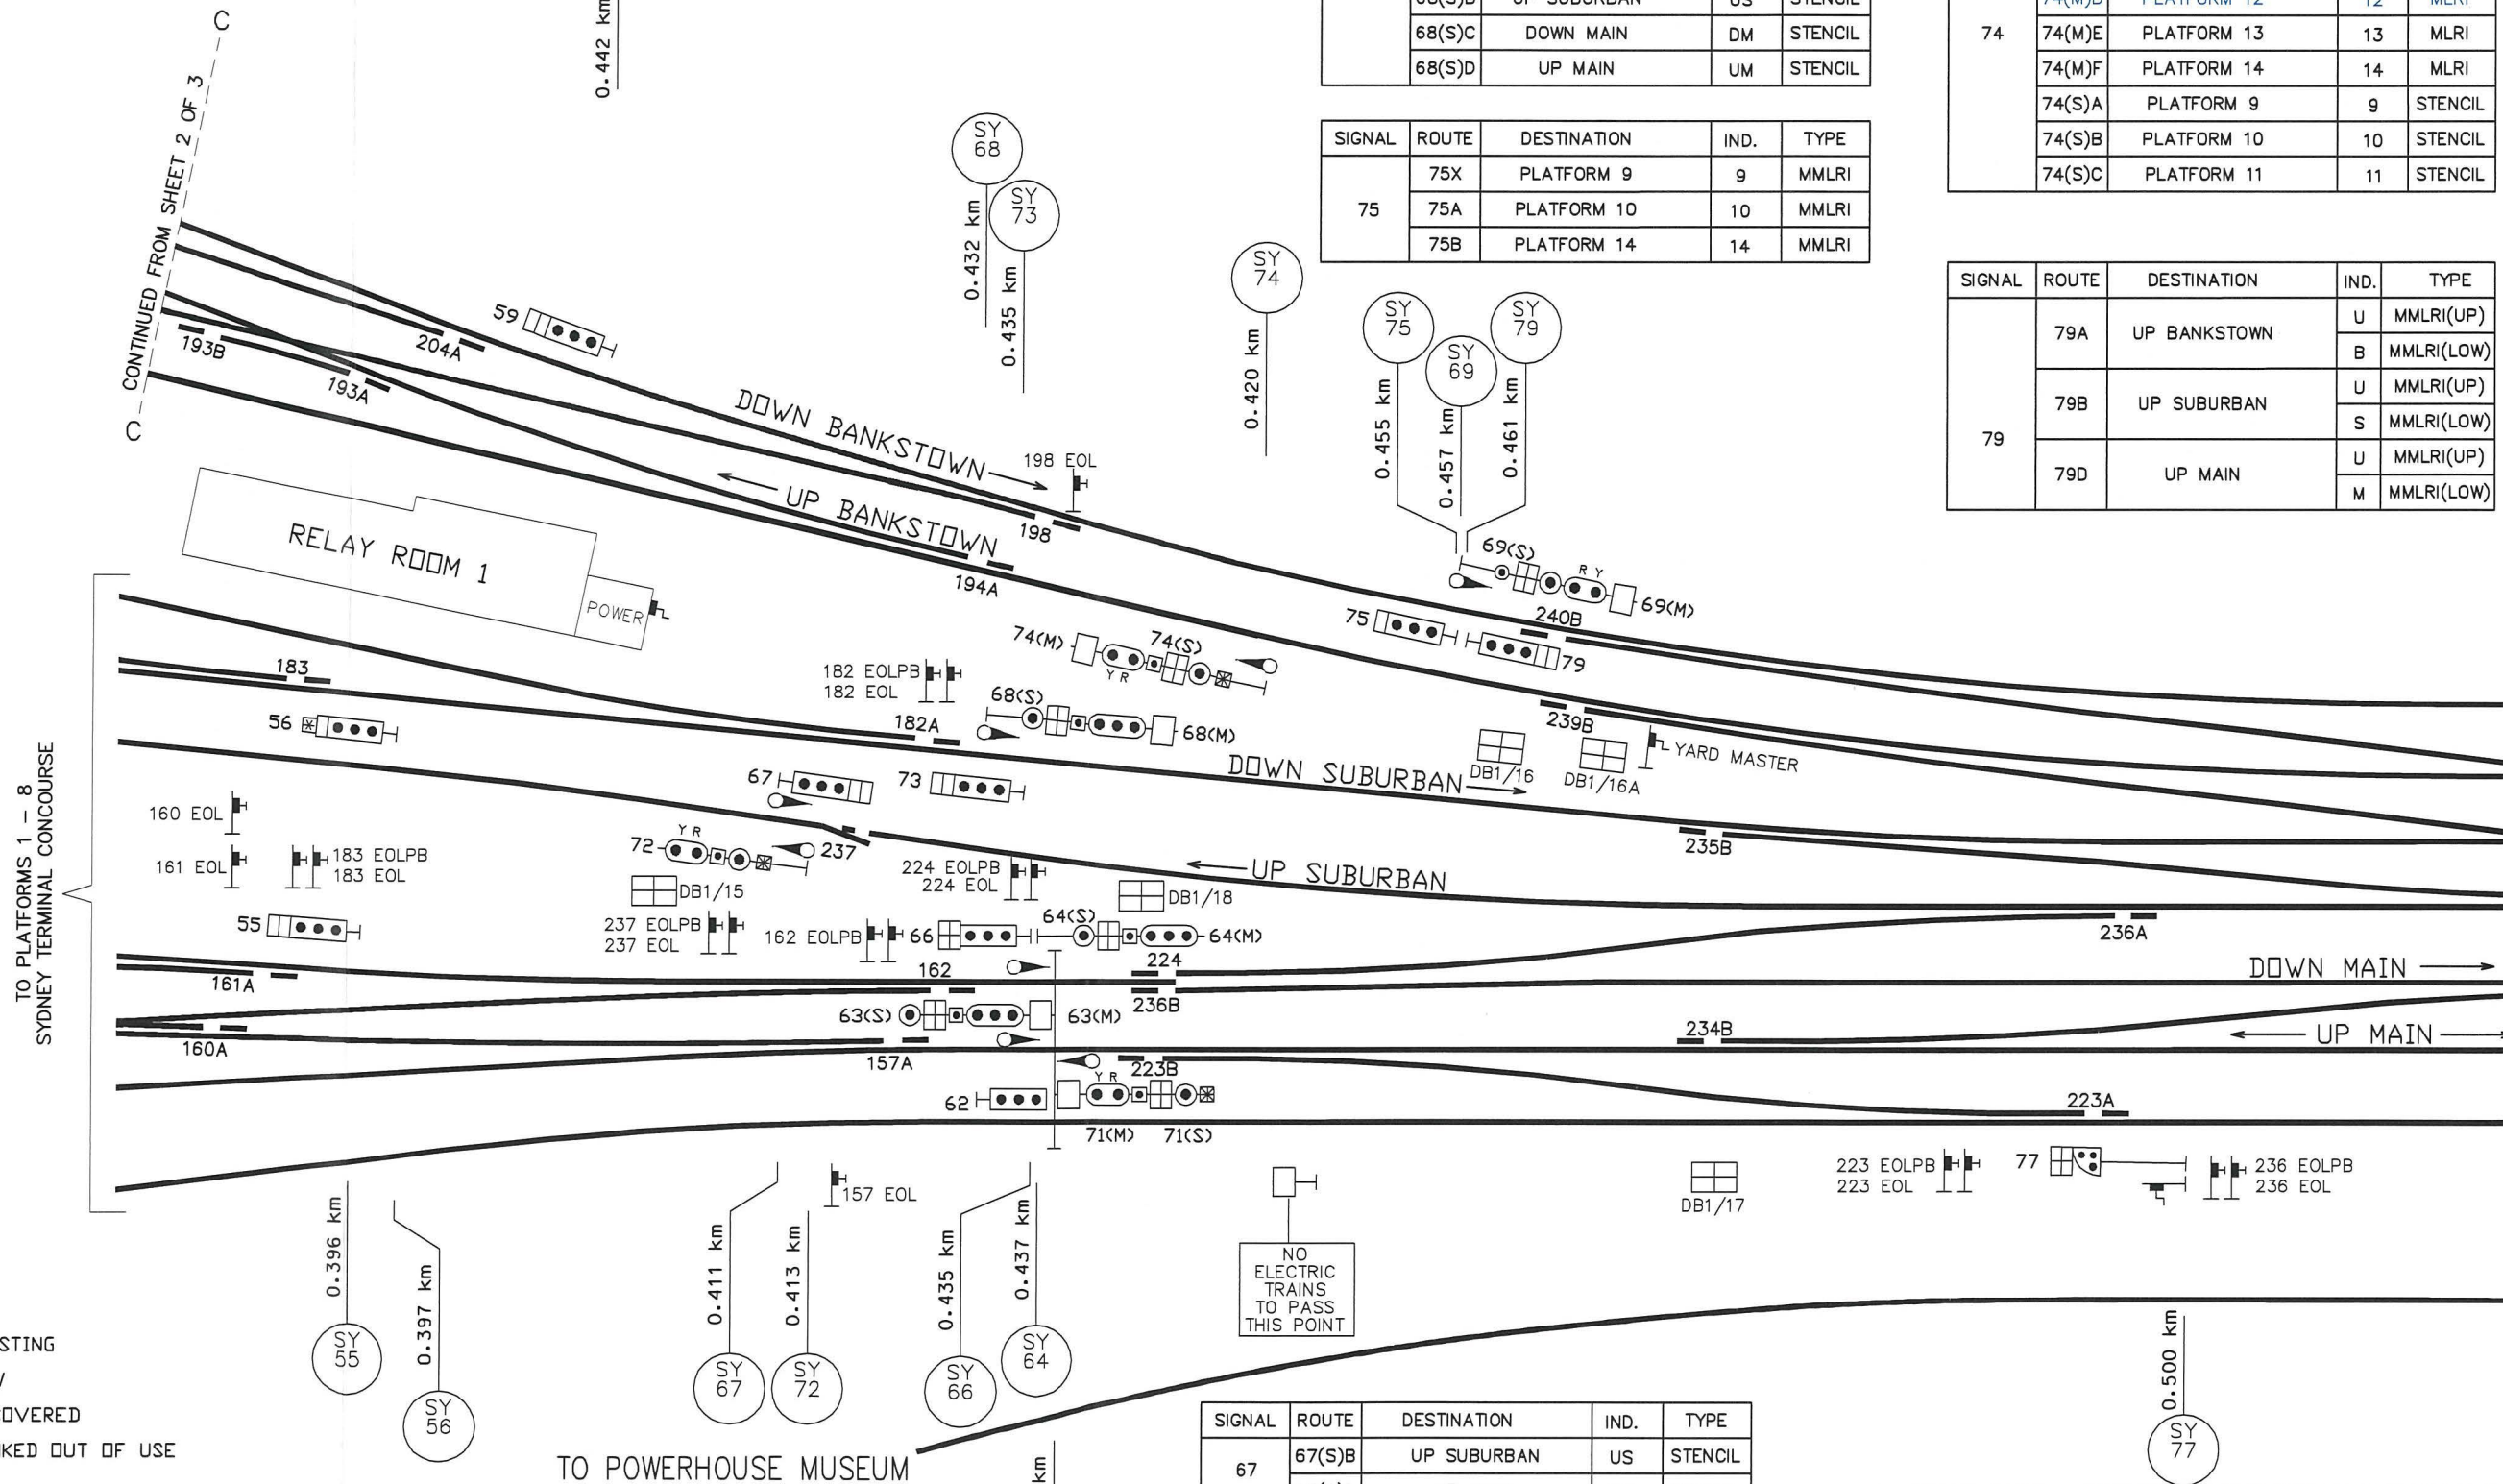 C
CONTINUED FROM SHEET 2 OF 3
C
0.442 km
68(S)C DOWN MAIN DM STENCIL
68(S)D UP MAIN UM STENCIL
74
74(M)E PLATFORM 13 13 MLRI
74(M)F PLATFORM 14 14 MLRI
74(S)A PLATFORM 9 9 STENCIL
74(S)B PLATFORM 10 10 STENCIL
74(S)C PLATFORM 11 11 STENCIL
SIGNAL ROUTE DESTINATION IND. TYPE
75
75X PLATFORM 9 9 MMLRI
75A PLATFORM 10 10 MMLRI
75B PLATFORM 14 14 MMLRI
SIGNAL ROUTE DESTINATION IND. TYPE
79
79A UP BANKSTOWN U MMLRI(UP)
B MMLRI(LOW)
79B UP SUBURBAN U MMLRI(UP)
S MMLRI(LOW)
79D UP MAIN U MMLRI(UP)
M MMLRI(LOW)
SY 68
0.432 km
SY 73
0.435 km
SY 74
0.420 km
SY 75
0.455 km
SY 69
0.457 km
SY 79
0.461 km
59
204A
193B
193A
DOWN BANKSTOWN
198 EOL
UP BANKSTOWN
198
194A
RELAY ROOM 1
POWER
69(S)
R Y
69(M)
240B
75
79
74(M)
74(S)
Y R
182 EOLPB
182 EOL
183
68(S)
68(M)
182A
239B
56
67
73
DOWN SUBURBAN
DB1/16
DB1/16A
YARD MASTER
TO PLATFORMS 1 - 8
SYDNEY TERMINAL CONCOURSE
160 EOL
161 EOL
183 EOLPB
183 EOL
Y R
72
237
DB1/15
224 EOLPB
224 EOL
UP SUBURBAN
235B
DB1/18
55
237 EOLPB
237 EOL
162 EOLPB
66
64(S)
64(M)
236A
161A
162
224
DOWN MAIN
236B
63(S)
63(M)
234B
UP MAIN
160A
157A
223B
Y R
62
71(M)
71(S)
223A
157 EOL
DB1/17
223 EOLPB
223 EOL
77
236 EOLPB
236 EOL
0.396 km
SY 55
0.397 km
SY 56
0.411 km
SY 67
0.413 km
SY 72
0.435 km
SY 66
0.437 km
SY 64
NO
ELECTRIC
TRAINS
TO PASS
THIS POINT
0.500 km
SY 77
OUT OF USE
TO POWERHOUSE MUSEUM
km
SIGNAL ROUTE DESTINATION IND. TYPE
67
67(S)B UP SUBURBAN US STENCIL